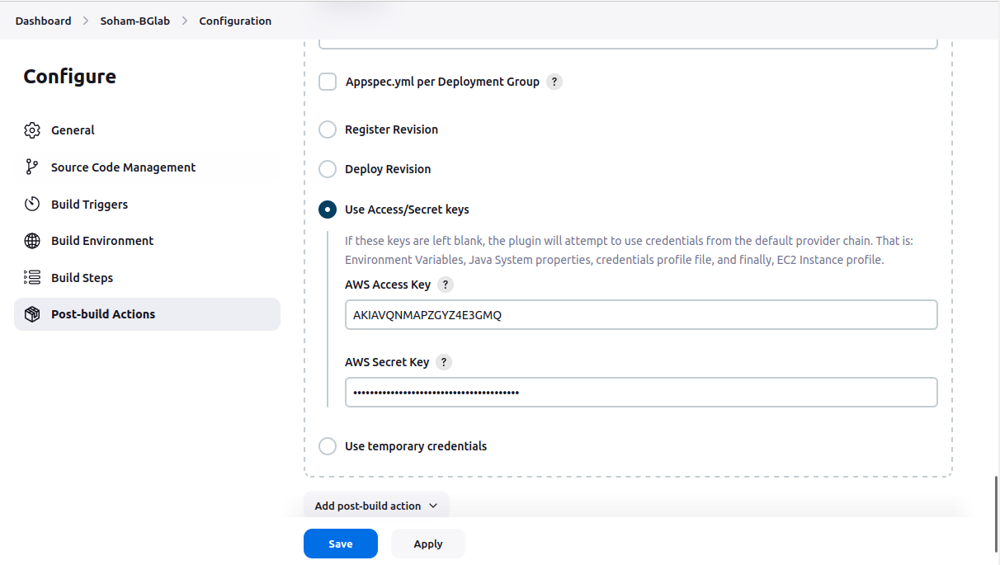 Dashboard > Soham-BGlab > Configuration
Configure
General
Source Code Management
Build Triggers
Build Environment
Build Steps
Post-build Actions
Appspec.yml per Deployment Group ?
Register Revision
Deploy Revision
Use Access/Secret keys
If these keys are left blank, the plugin will attempt to use credentials from the default provider chain. That is:
Environment Variables, Java System properties, credentials profile file, and finally, EC2 Instance profile.
AWS Access Key ?
AKIAVQNMAPZGYZ4E3GMQ
AWS Secret Key ?
••••••••••••••••••••••••••••••••••••••••
Use temporary credentials
Add post-build action
Save
Apply